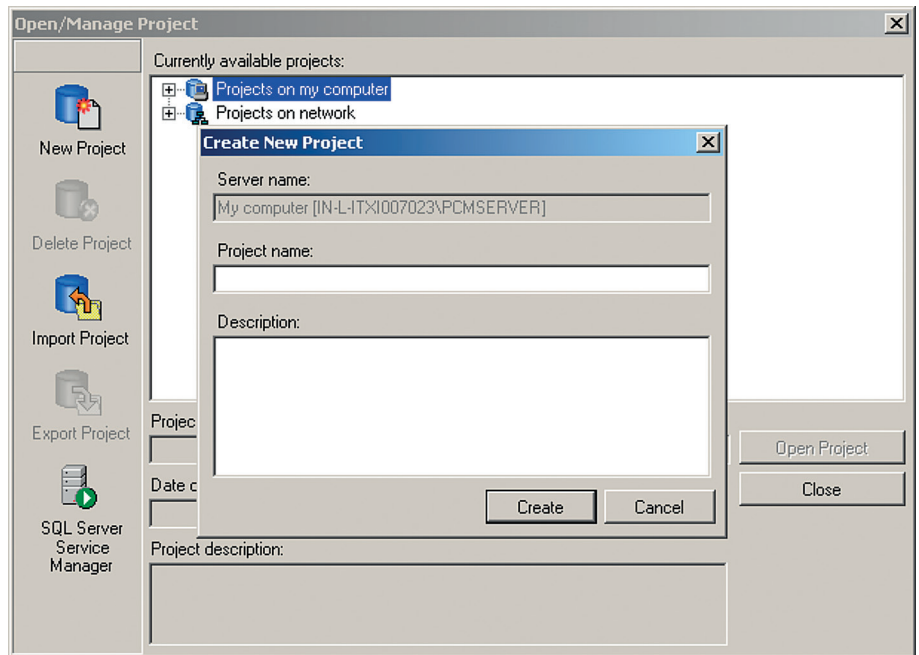 Open/Manage Project
Currently available projects:
Projects on my computer
Projects on network
New Project
Delete Project
Import Project
Export Project
SQL Server
Service
Manager
Create New Project
Server name:
My computer [IN-L-ITXI007023\PCMSERVER]
Project name:
Description:
Create
Cancel
Projec
Date c
Project description:
Open Project
Close